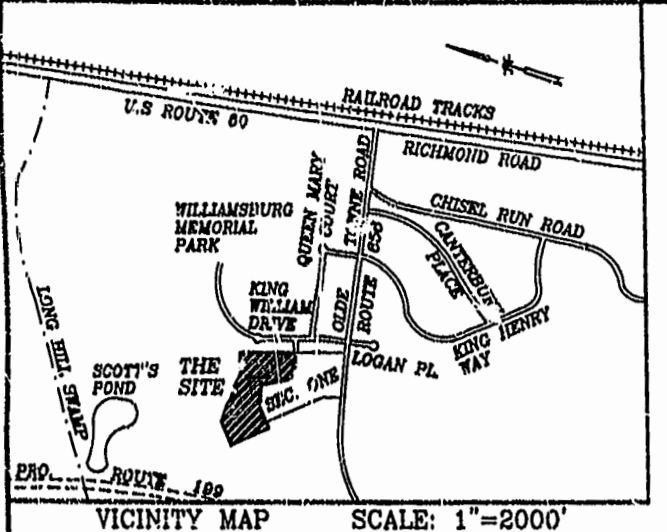 RAILROAD TRACKS
U.S ROUTE 60
RICHMOND ROAD
CHISEL RUN ROAD
WILLIAMSBURG
MEMORIAL
PARK
QUEEN MARY
COURT
OLDE TOWNE ROAD
ROUTE 658
CANTERBURY
PLACE
KING HENRY
WAY
KING
WILLIAM
DRIVE
LOGAN PL.
THE
SITE
SEC. ONE
LONG HILL SWAMP
SCOTT'S
POND
PRO. ROUTE 199
VICINITY MAP SCALE: 1"=2000'